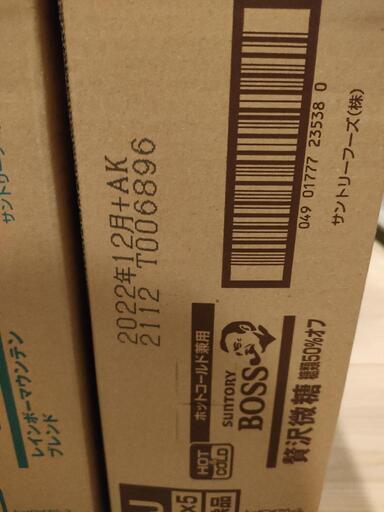 2022年12月+AK
2112 T006896
049 01777 23538 0
サントリーフーズ(株)
ホットコールド兼用
SUNTORY
BOSS
贅沢微糖 糖類50%オフ
HOT
COLD
レインボーマウンテン
ブレンド
サントリー